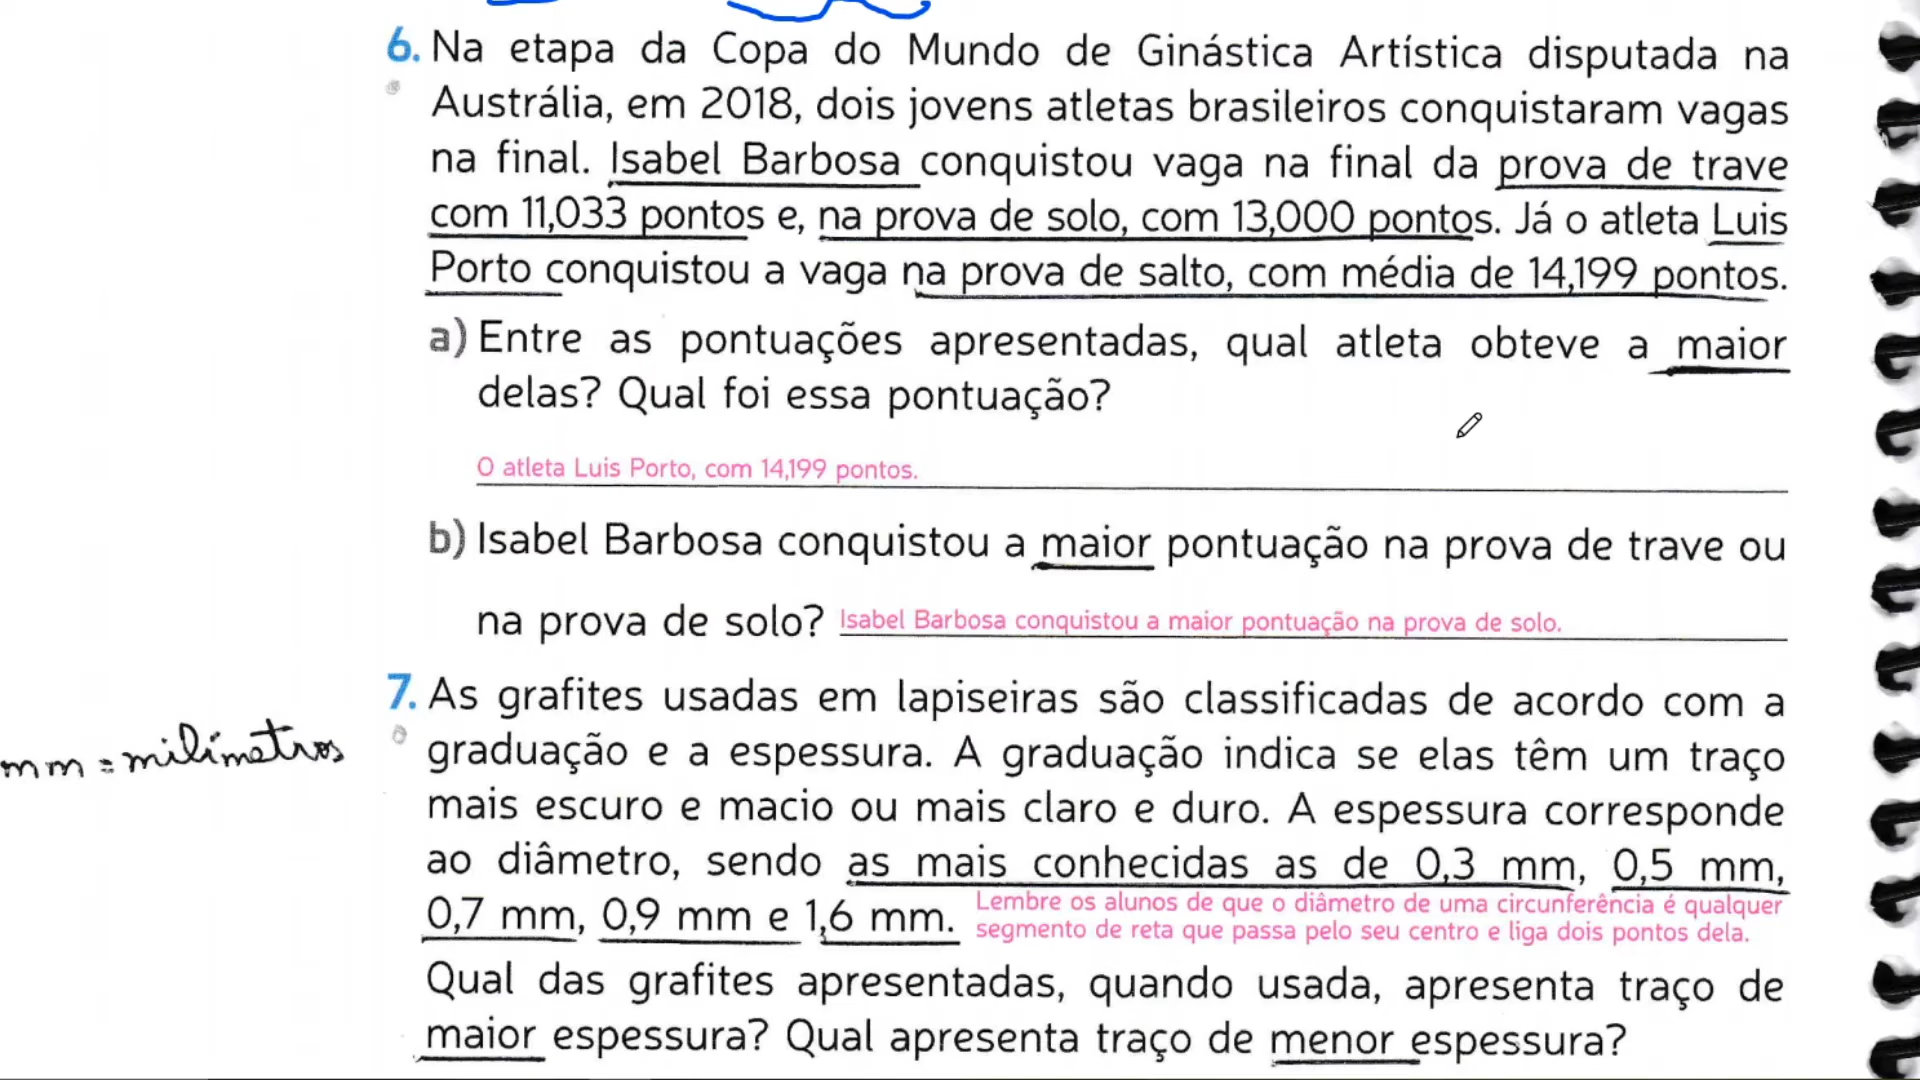 6. Na etapa da Copa do Mundo de Ginástica Artística disputada na
Austrália, em 2018, dois jovens atletas brasileiros conquistaram vagas
na final. Isabel Barbosa conquistou vaga na final da prova de trave
com 11,033 pontos e, na prova de solo, com 13,000 pontos. Já o atleta Luis
Porto conquistou a vaga na prova de salto, com média de 14,199 pontos.
a) Entre as pontuações apresentadas, qual atleta obteve a maior
delas? Qual foi essa pontuação?
O atleta Luis Porto, com 14,199 pontos.
b) Isabel Barbosa conquistou a maior pontuação na prova de trave ou
na prova de solo? Isabel Barbosa conquistou a maior pontuação na prova de solo.
7. As grafites usadas em lapiseiras são classificadas de acordo com a
mm = milímetros
graduação e a espessura. A graduação indica se elas têm um traço
mais escuro e macio ou mais claro e duro. A espessura corresponde
ao diâmetro, sendo as mais conhecidas as de 0,3 mm, 0,5 mm,
0,7 mm, 0,9 mm e 1,6 mm.
Lembre os alunos de que o diâmetro de uma circunferência é qualquer
segmento de reta que passa pelo seu centro e liga dois pontos dela.
Qual das grafites apresentadas, quando usada, apresenta traço de
maior espessura? Qual apresenta traço de menor espessura?